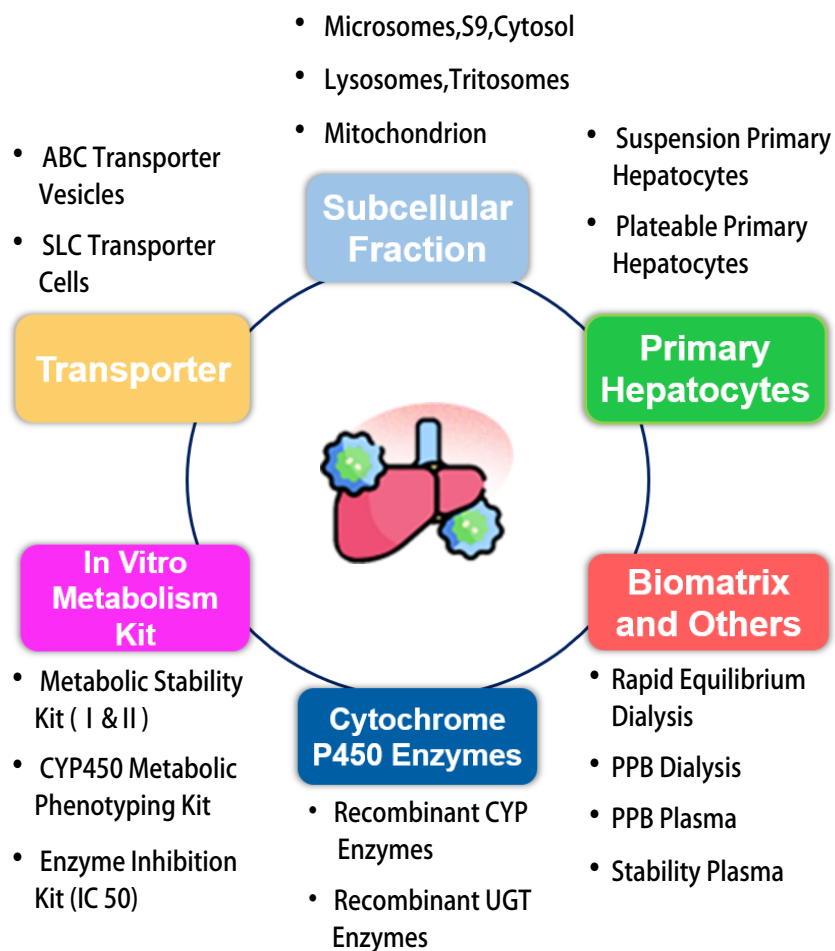 • Microsomes,S9,Cytosol
• Lysosomes,Tritosomes
• Mitochondrion
Subcellular
Fraction
• Suspension Primary
Hepatocytes
• Plateable Primary
Hepatocytes
Primary
Hepatocytes
• ABC Transporter
Vesicles
• SLC Transporter
Cells
Transporter
In Vitro
Metabolism
Kit
• Metabolic Stability
Kit ( I & II )
• CYP450 Metabolic
Phenotyping Kit
• Enzyme Inhibition
Kit (IC 50)
Cytochrome
P450 Enzymes
• Recombinant CYP
Enzymes
• Recombinant UGT
Enzymes
Biomatrix
and Others
• Rapid Equilibrium
Dialysis
• PPB Dialysis
• PPB Plasma
• Stability Plasma